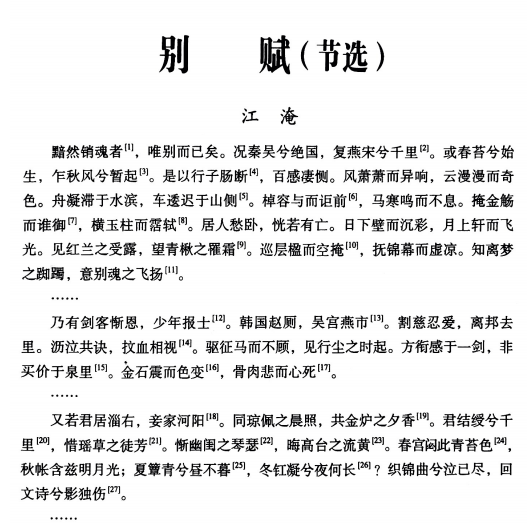 别 赋（节选）
江 淹
黯然销魂者[1]，唯别而已矣。况秦吴兮绝国，复燕宋兮千里[2]。或春苔兮始
生，乍秋风兮暂起[3]。是以行子肠断[4]，百感凄恻。风萧萧而异响，云漫漫而奇
色。舟凝滞于水滨，车逶迟于山侧[5]。棹容与而讵前[6]，马寒鸣而不息。掩金觞
而谁御[7]，横玉柱而霑轼[8]。居人愁卧，恍若有亡。日下壁而沉彩，月上轩而飞
光。见红兰之受露，望青楸之罹霜[9]。巡层楹而空掩[10]，抚锦幕而虚凉。知离梦
之踟躅，意别魂之飞扬[11]。
……
乃有剑客惭恩，少年报士[12]。韩国赵厕，吴宫燕市[13]。割慈忍爱，离邦去
里。沥泣共诀，抆血相视[14]。驱征马而不顾，见行尘之时起。方衔感于一剑，非
买价于泉里[15]。金石震而色变[16]，骨肉悲而心死[17]。
……
又若君居淄右，妾家河阳[18]。同琼佩之晨照，共金炉之夕香[19]。君结绶兮千
里[20]，惜瑶草之徒芳[21]。惭幽闺之琴瑟[22]，晦高台之流黄[23]。春宫闷此青苔色[24]，
秋帐含兹明月光；夏簟青兮昼不暮[25]，冬釭凝兮夜何长[26]？织锦曲兮泣已尽，回
文诗兮影独伤[27]。
……